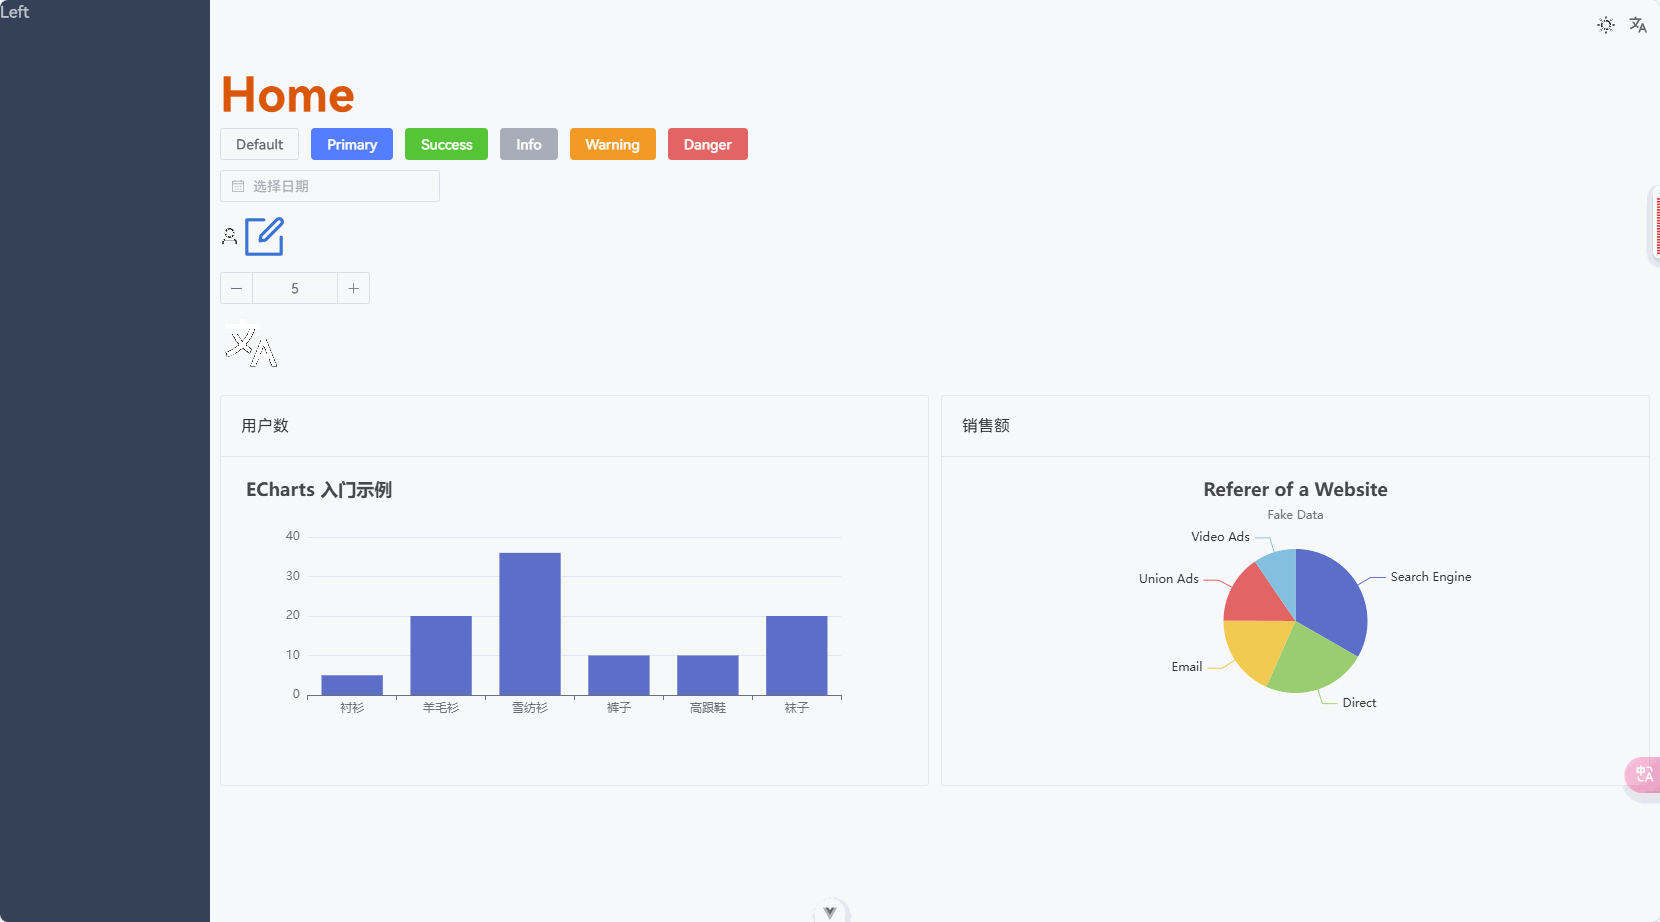 Left
Home
Default Primary Success Info Warning Danger
选择日期
5
文A
用户数
ECharts 入门示例
40
30
20
10
0
衬衫 羊毛衫 雪纺衫 裤子 高跟鞋 袜子
销售额
Referer of a Website
Fake Data
Video Ads
Search Engine
Union Ads
Email
Direct